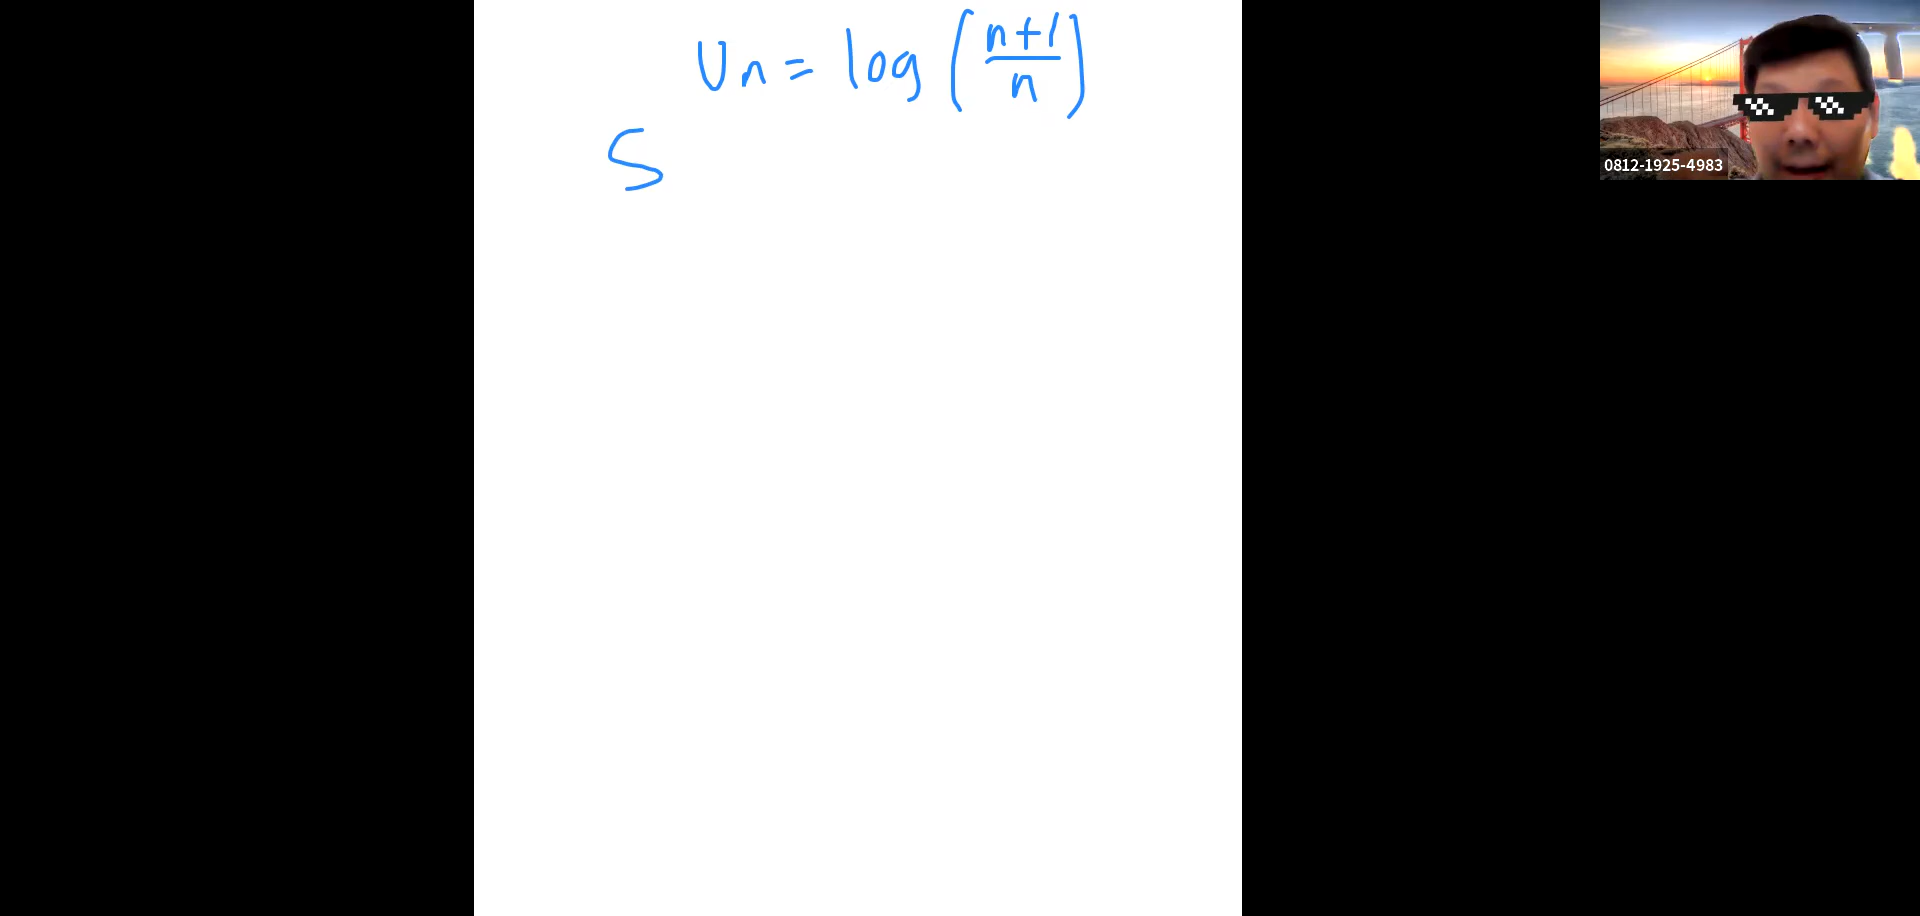 Un = log ( (n+1)/n )
S
0812-1925-4983